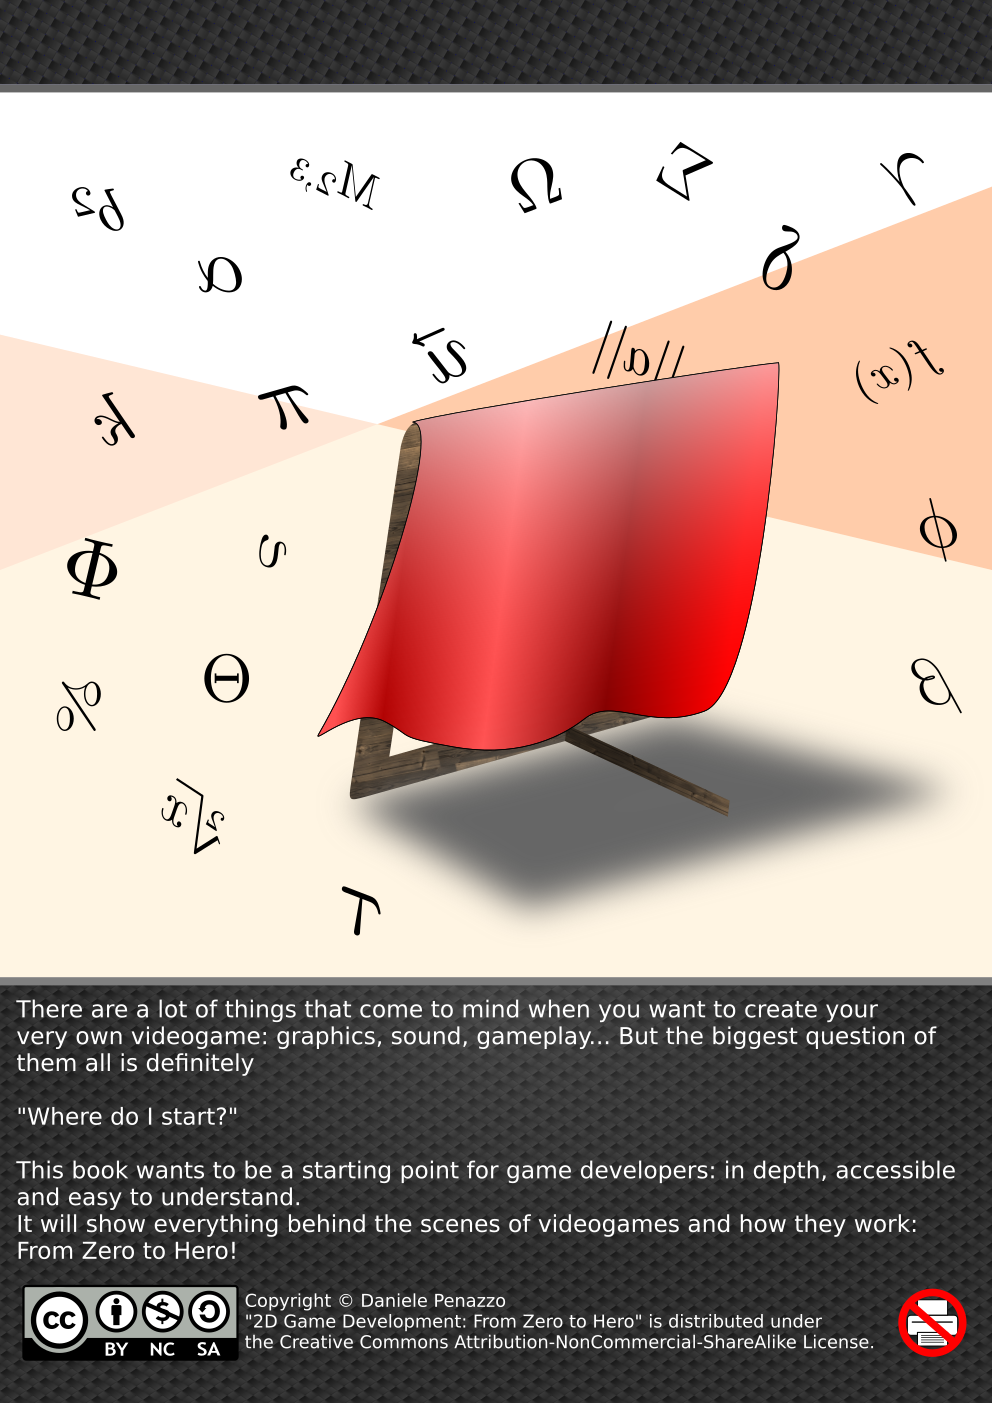 b2
M2,3
Ω
Σ
γ
α
δ
u
||a||
t(x)
k
π
s
Φ
ϕ
Θ
%
β
2√x
τ
There are a lot of things that come to mind when you want to create your
very own videogame: graphics, sound, gameplay... But the biggest question of
them all is definitely
"Where do I start?"
This book wants to be a starting point for game developers: in depth, accessible
and easy to understand.
It will show everything behind the scenes of videogames and how they work:
From Zero to Hero!
cc
BY NC SA
Copyright © Daniele Penazzo
"2D Game Development: From Zero to Hero" is distributed under
the Creative Commons Attribution-NonCommercial-ShareAlike License.